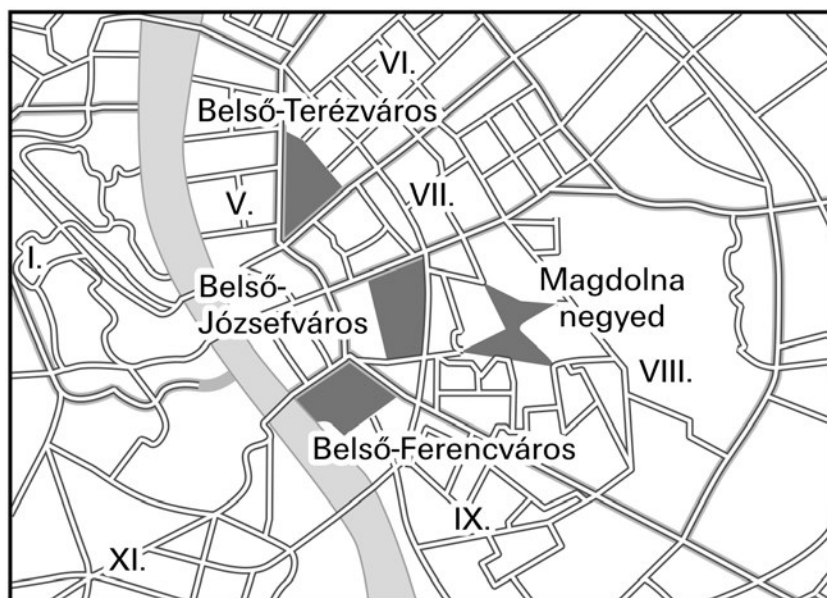 VI.
Belső-Terézváros
V.
VII.
I.
Belső-
Józsefváros
Magdolna
negyed
VIII.
Belső-Ferencváros
IX.
XI.